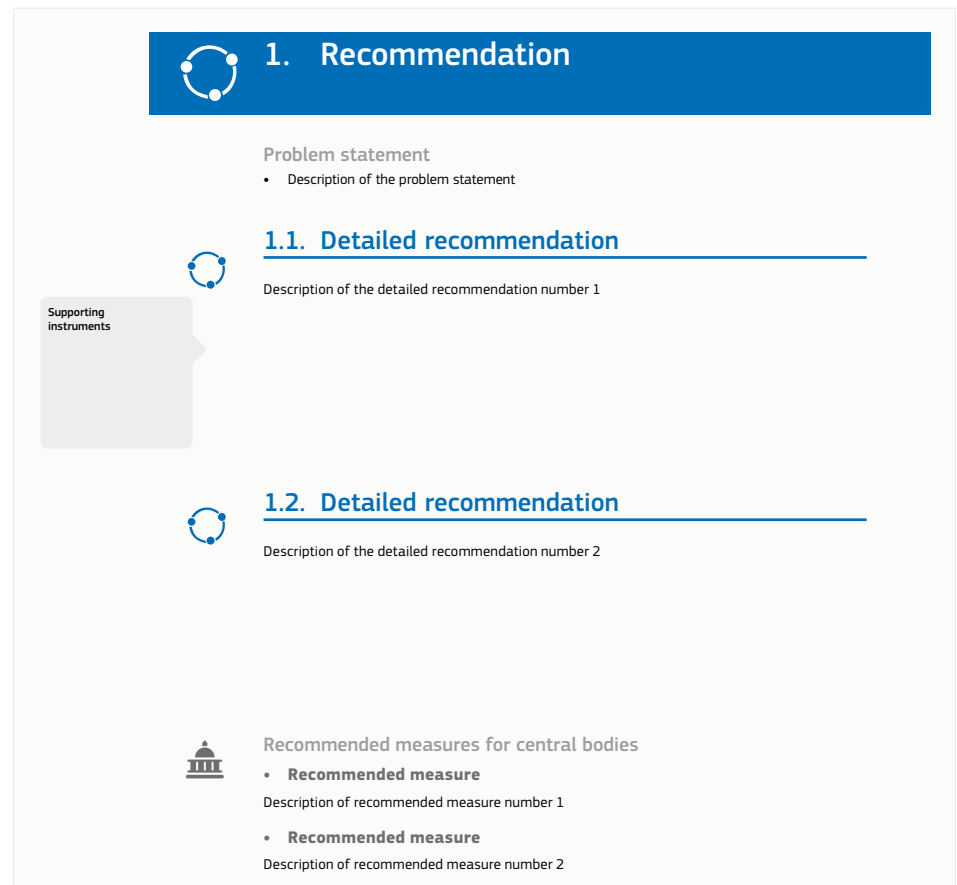 1. Recommendation
Problem statement
• Description of the problem statement
1.1. Detailed recommendation
Description of the detailed recommendation number 1
Supporting
instruments
1.2. Detailed recommendation
Description of the detailed recommendation number 2
Recommended measures for central bodies
• Recommended measure
Description of recommended measure number 1
• Recommended measure
Description of recommended measure number 2